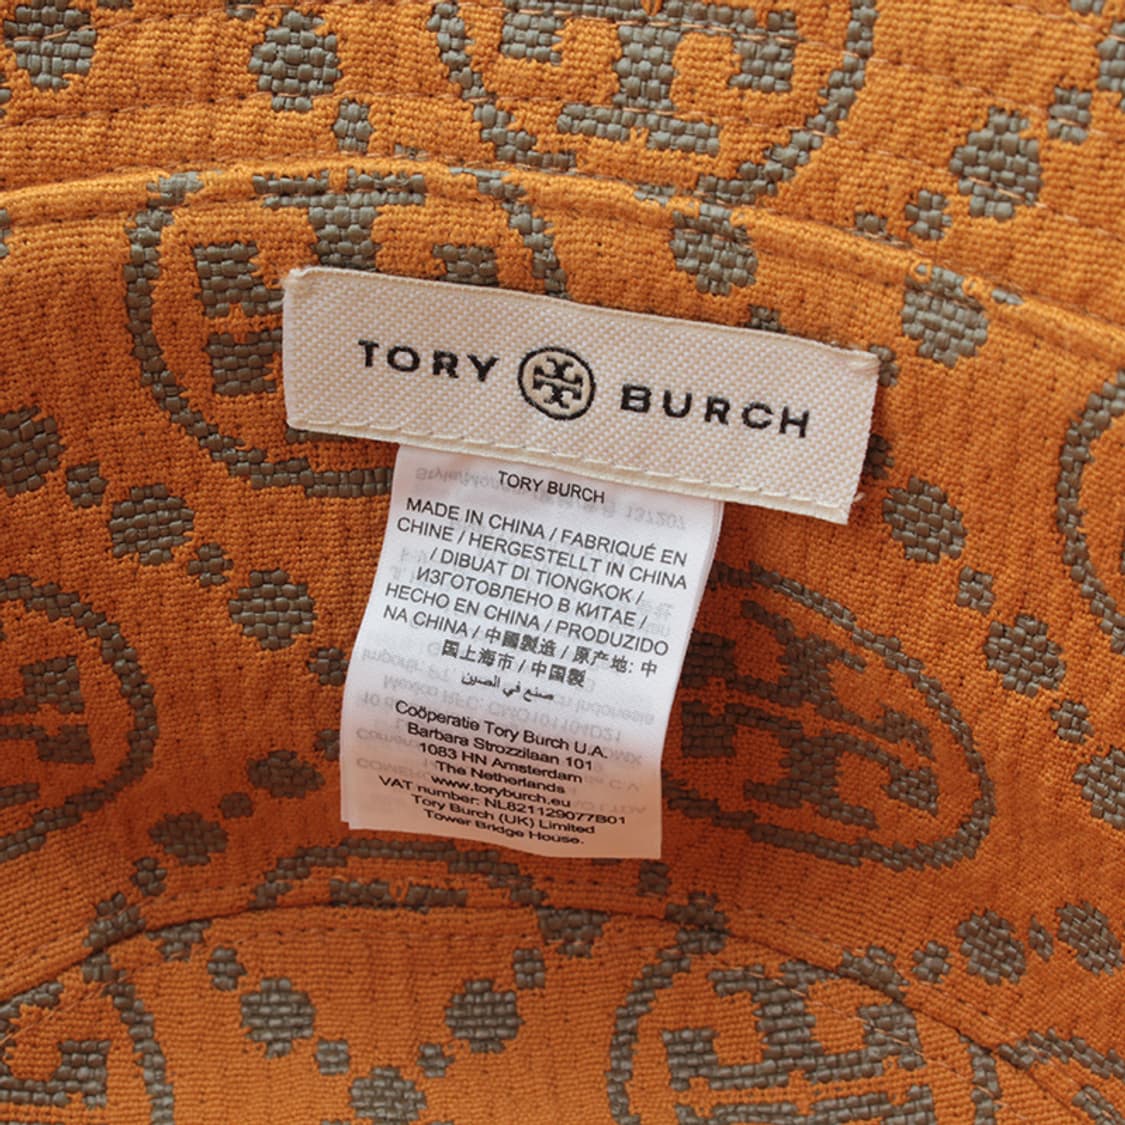 TORY BURCH
TORY BURCH
MADE IN CHINA / FABRIQUÉ EN
CHINE / HERGESTELLT IN CHINA
/ DIBUAT DI TIONGKOK /
ИЗГОТОВЛЕНО В КИТАЕ /
HECHO EN CHINA / PRODUZIDO
NA CHINA / 中國製造 / 原产地: 中
国上海市 / 中国製
صنع في الصين
Coöperatie Tory Burch U.A.
Barbara Strozzilaan 101
1083 HN Amsterdam
The Netherlands
www.toryburch.eu
VAT number: NL821129077B01
Tory Burch (UK) Limited
Tower Bridge House.